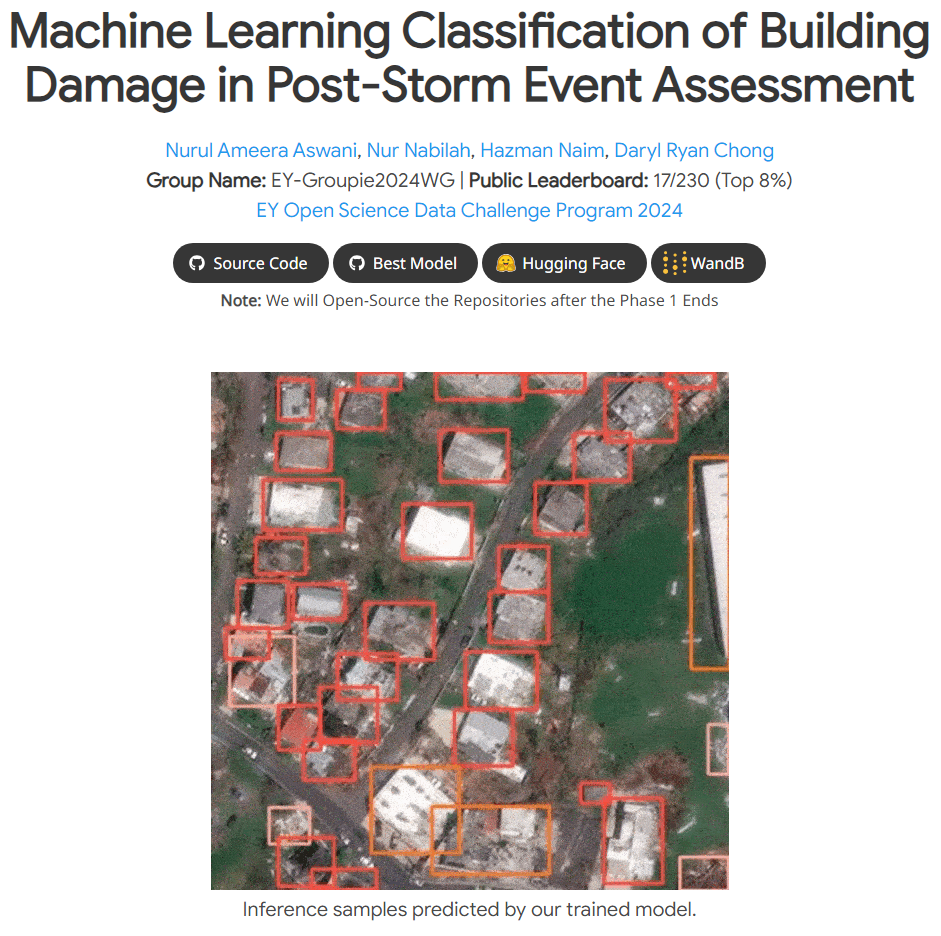 Machine Learning Classification of Building
Damage in Post-Storm Event Assessment
Nurul Ameera Aswani, Nur Nabilah, Hazman Naim, Daryl Ryan Chong
Group Name: EY-Groupie2024WG | Public Leaderboard: 17/230 (Top 8%)
EY Open Science Data Challenge Program 2024
Source Code Best Model Hugging Face WandB
Note: We will Open-Source the Repositories after the Phase 1 Ends
Inference samples predicted by our trained model.